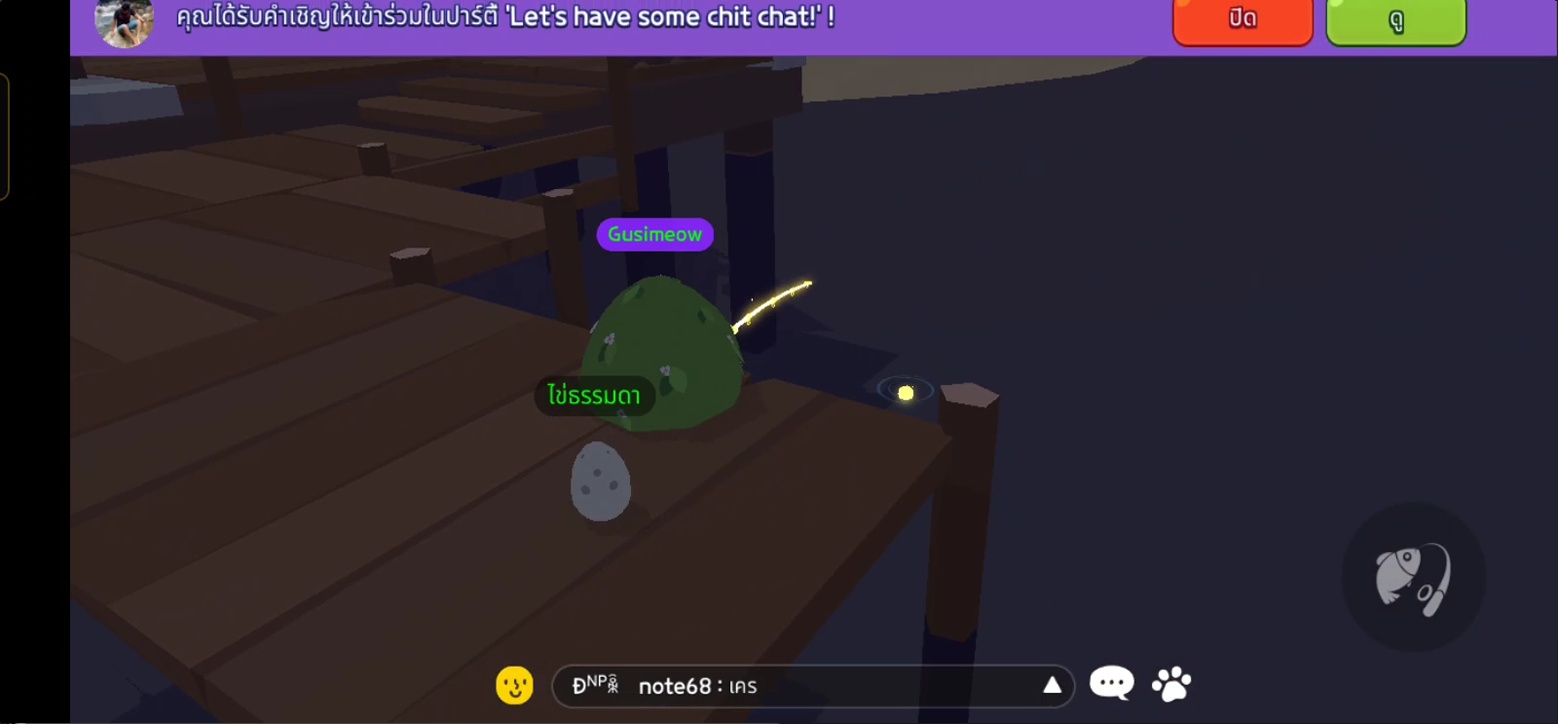 คุณได้รับคำเชิญให้เข้าร่วมในปาร์ตี้ 'Let's have some chit chat!' !
ปิด
ดู
Gusimeow
ไข่ธรรมดา
note68 : เคร